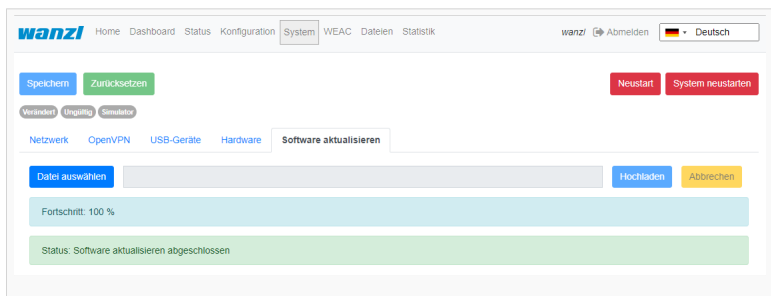 wanzl Home Dashboard Status Konfiguration System WEAC Dateien Statistik wanzl Abmelden Deutsch
Speichern Zurücksetzen Neustart System neustarten
Verändert Ungültig Simulator
Netzwerk OpenVPN USB-Geräte Hardware Software aktualisieren
Datei auswählen Hochladen Abbrechen
Fortschritt: 100 %
Status: Software aktualisieren abgeschlossen